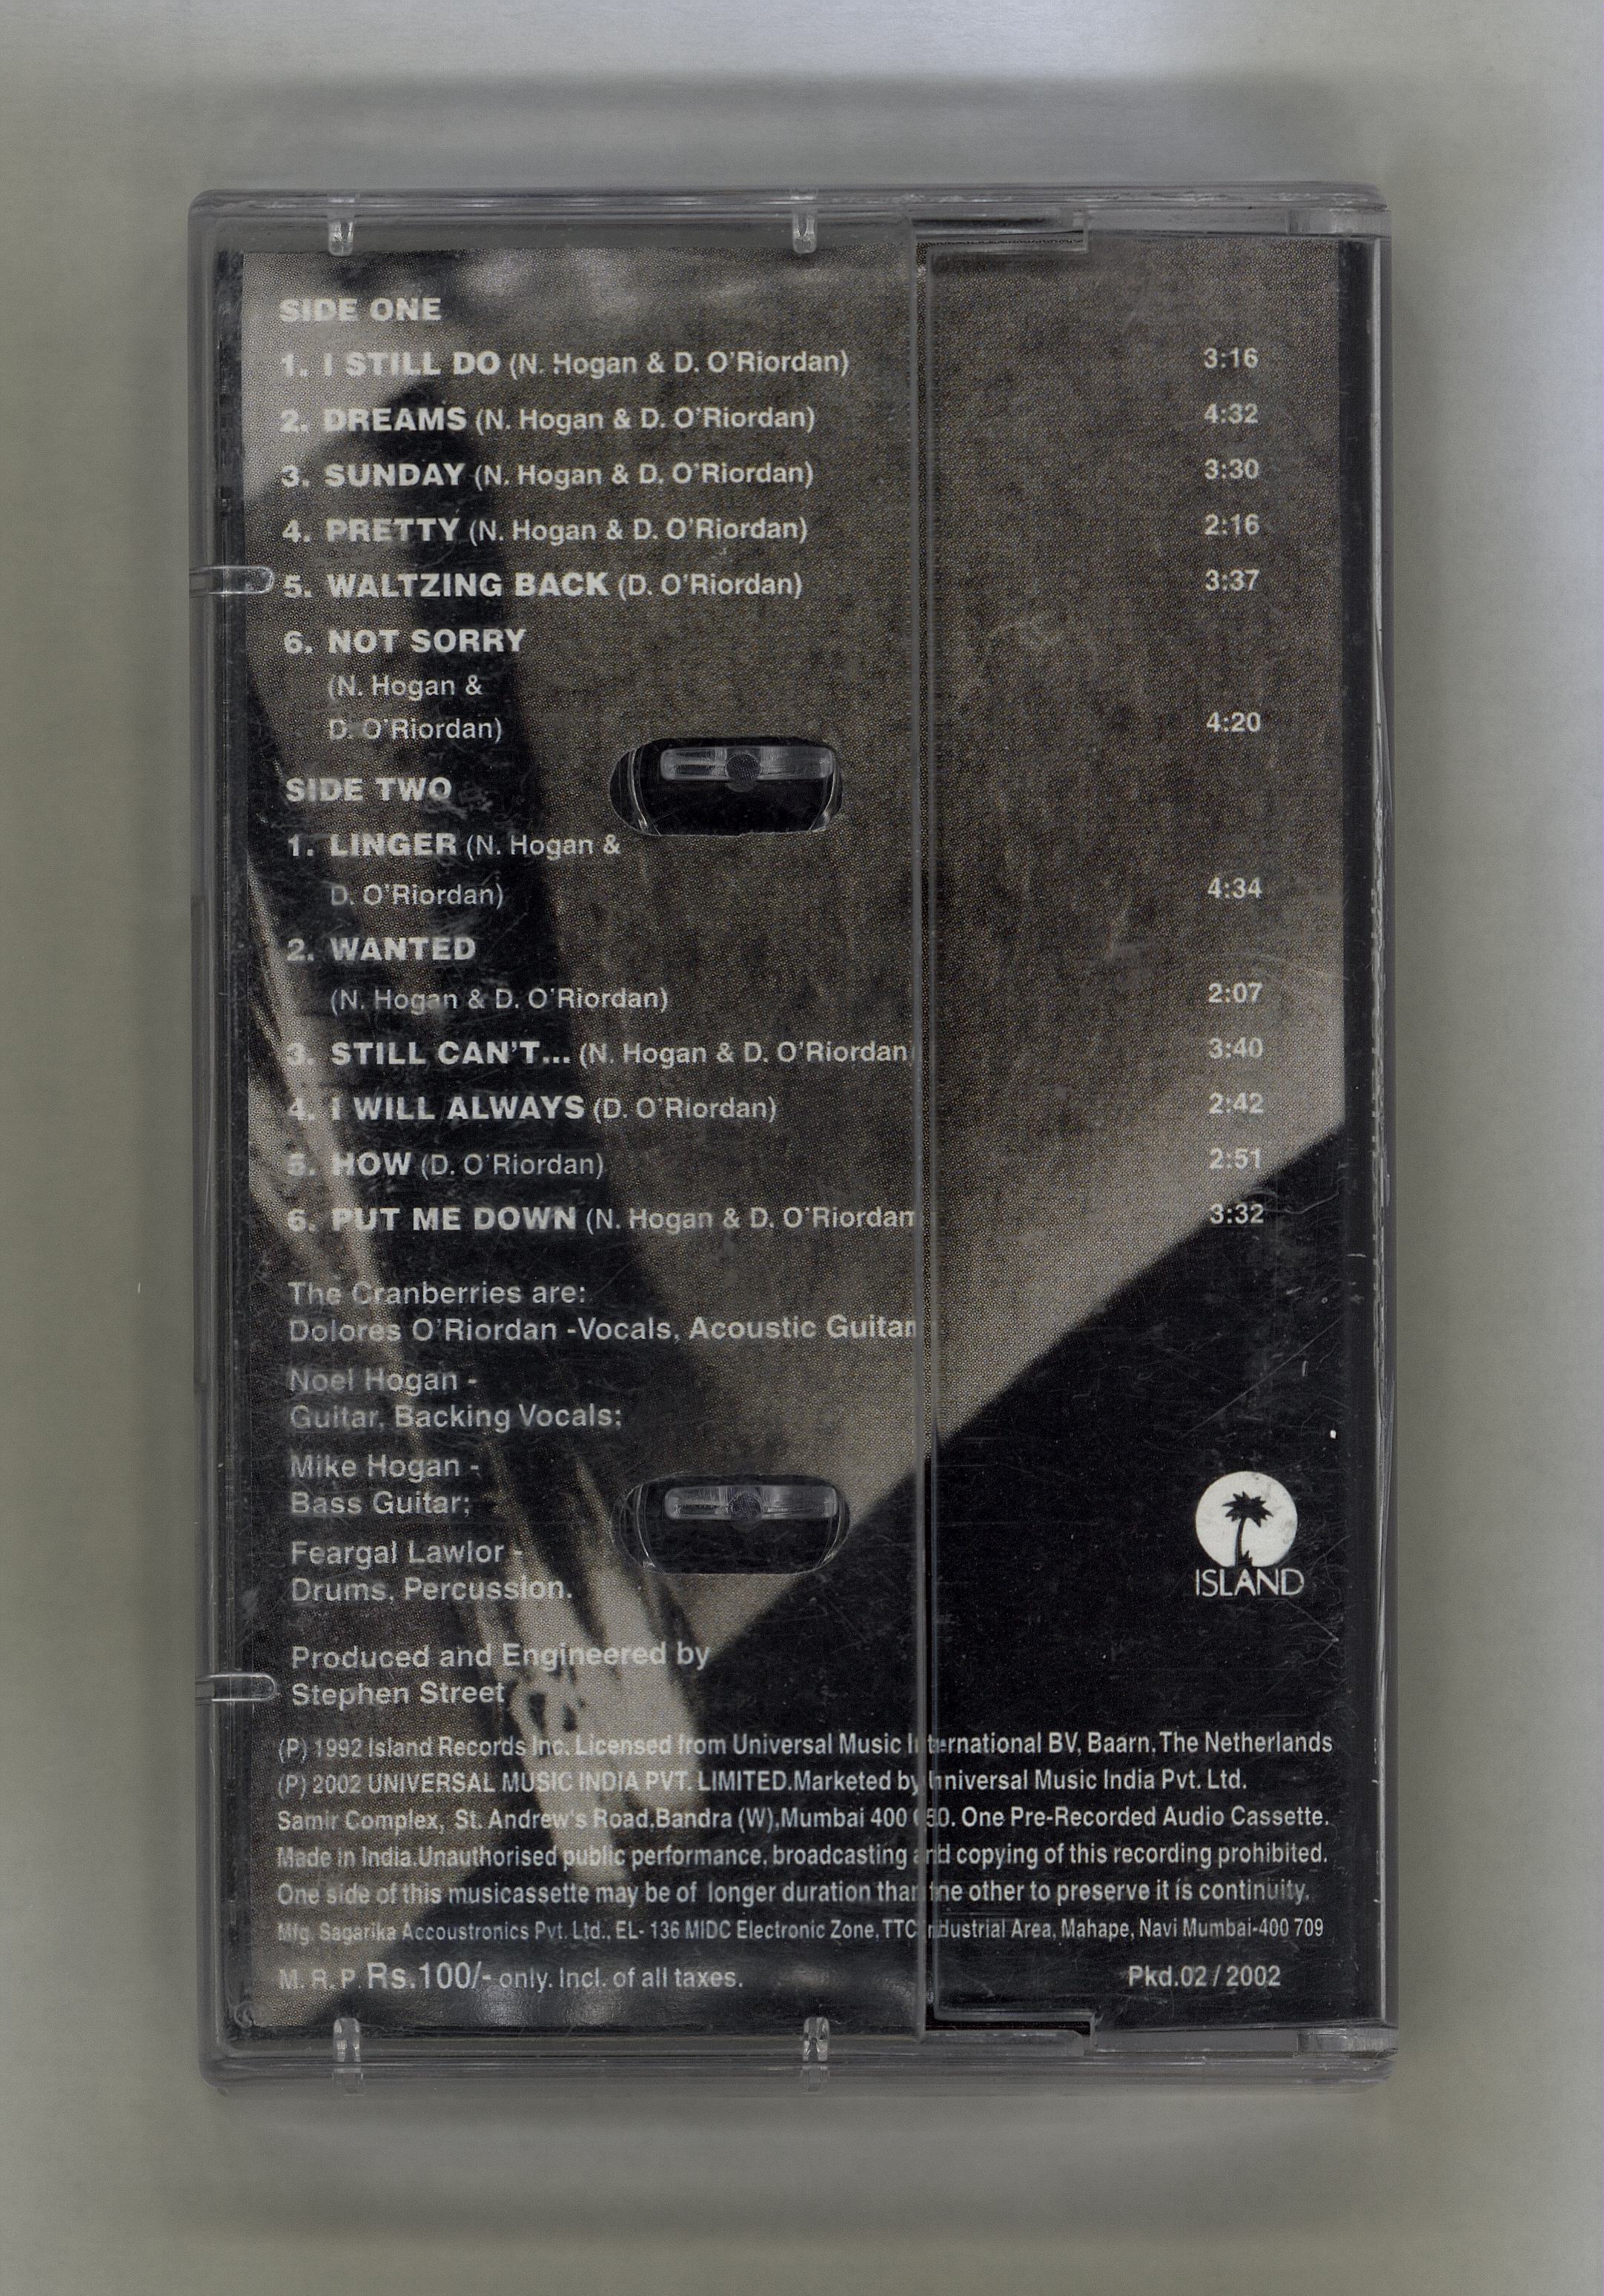 SIDE ONE
1. I STILL DO (N. Hogan & D. O'Riordan) 3:16
2. DREAMS (N. Hogan & D. O'Riordan) 4:32
3. SUNDAY (N. Hogan & D. O'Riordan) 3:30
4. PRETTY (N. Hogan & D. O'Riordan) 2:16
5. WALTZING BACK (D. O'Riordan) 3:37
6. NOT SORRY
(N. Hogan &
D. O'Riordan) 4:20
SIDE TWO
1. LINGER (N. Hogan &
D. O'Riordan) 4:34
2. WANTED
(N. Hogan & D. O'Riordan) 2:07
3. STILL CAN'T... (N. Hogan & D. O'Riordan) 3:40
4. I WILL ALWAYS (D. O'Riordan) 2:42
5. HOW (D. O'Riordan) 2:51
6. PUT ME DOWN (N. Hogan & D. O'Riordan 3:32
The Cranberries are:
Dolores O'Riordan -Vocals, Acoustic Guitar
Noel Hogan -
Guitar, Backing Vocals;
Mike Hogan -
Bass Guitar;
Feargal Lawlor -
Drums, Percussion.
ISLAND
Produced and Engineered by
Stephen Street
(P) 1992 Island Records Inc. Licensed from Universal Music International BV, Baarn, The Netherlands
(P) 2002 UNIVERSAL MUSIC INDIA PVT. LIMITED.Marketed by Universal Music India Pvt. Ltd.
Samir Complex, St. Andrew's Road.Bandra (W),Mumbai 400 050. One Pre-Recorded Audio Cassette.
Made in India.Unauthorised public performance, broadcasting and copying of this recording prohibited.
One side of this musicassette may be of longer duration than the other to preserve it is continuity.
Mfg. Sagarika Accoustronics Pvt. Ltd., EL- 136 MIDC Electronic Zone, TTC Industrial Area, Mahape, Navi Mumbai-400 709
M. R. P. Rs.100/- only. Incl. of all taxes. Pkd.02 / 2002